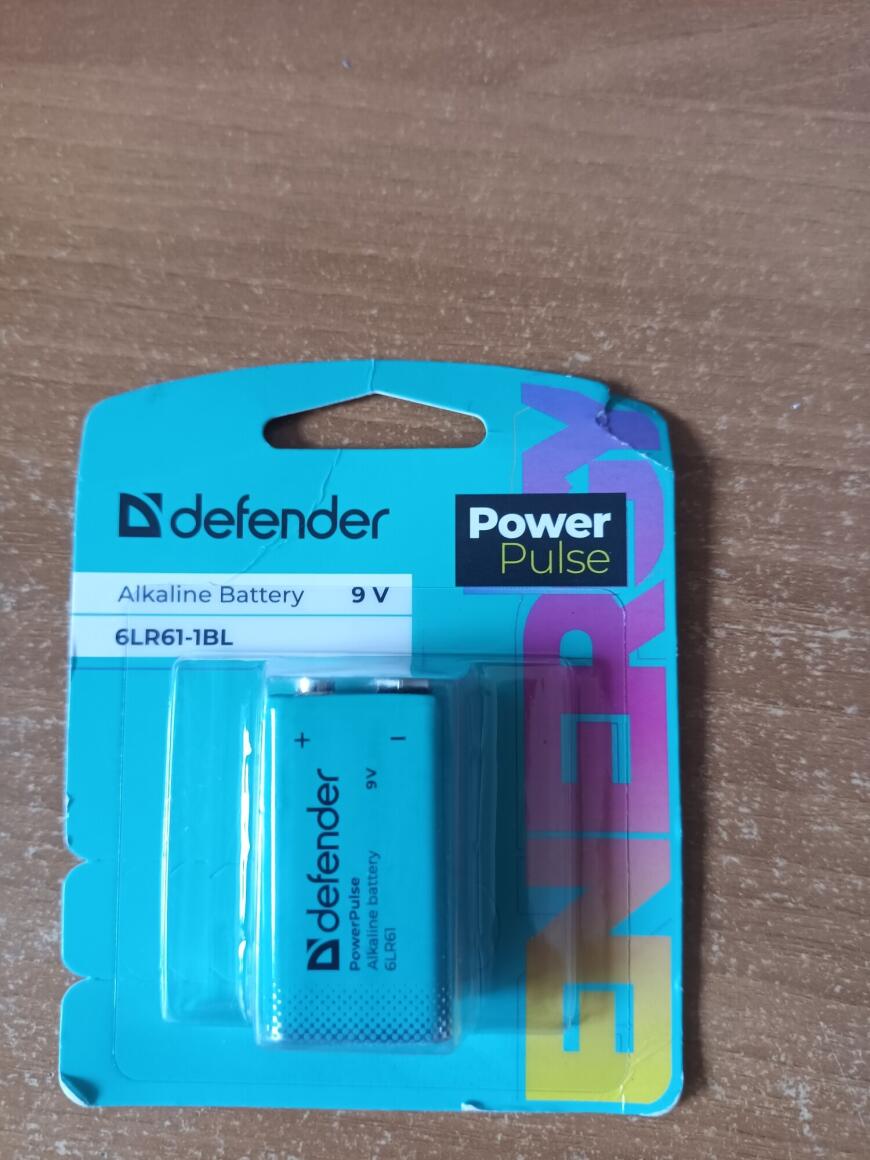 defender
Power
Pulse
Alkaline Battery 9 V
6LR61-1BL
ENERGY
+ –
defender 9V
PowerPulse
Alkaline battery
6LR61